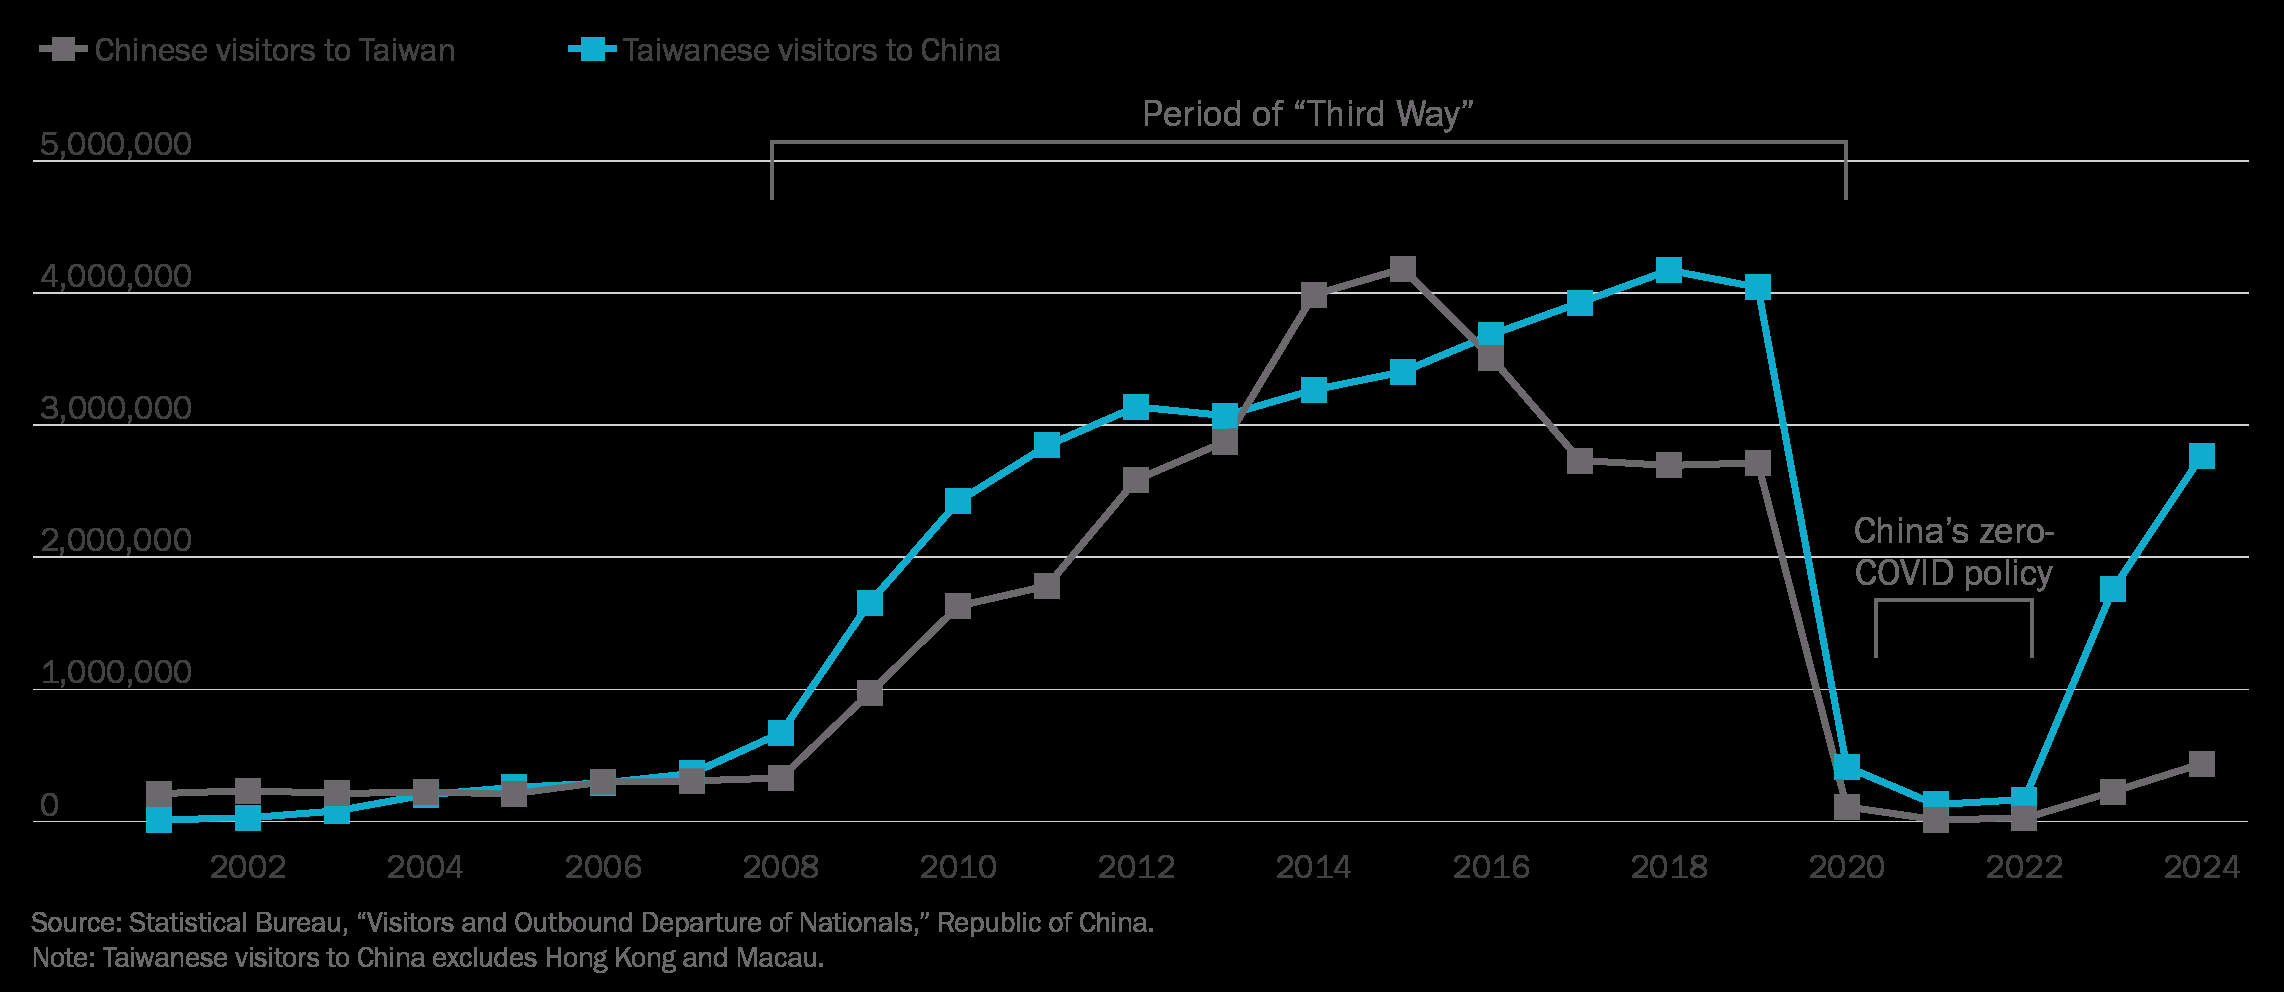 Chinese visitors to Taiwan
Taiwanese visitors to China
Period of “Third Way”
5,000,000
4,000,000
3,000,000
2,000,000
1,000,000
0
China’s zero-
COVID policy
2002 2004 2006 2008 2010 2012 2014 2016 2018 2020 2022 2024
Source: Statistical Bureau, “Visitors and Outbound Departure of Nationals,” Republic of China.
Note: Taiwanese visitors to China excludes Hong Kong and Macau.